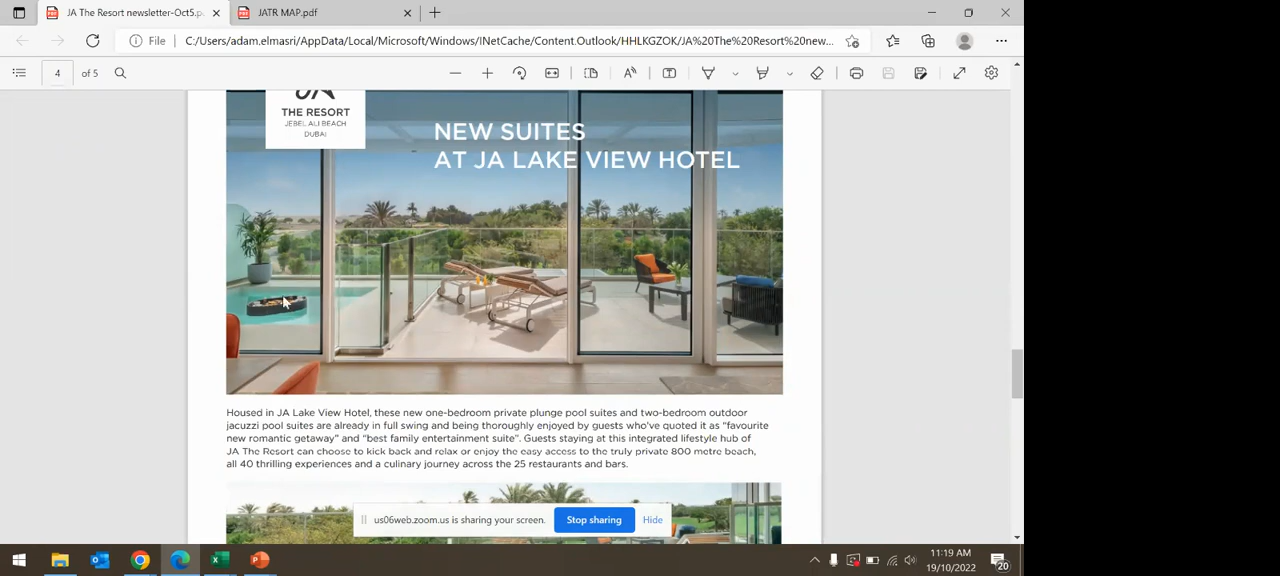 JA The Resort newsletter-Oct5.p
JATR MAP.pdf
File
C:/Users/adam.elmasri/AppData/Local/Microsoft/Windows/INetCache/Content.Outlook/HHLKGZOK/JA%20The%20Resort%20new...
4 of 5
THE RESORT
JEBEL ALI BEACH
DUBAI
NEW SUITES
AT JA LAKE VIEW HOTEL
Housed in JA Lake View Hotel, these new one-bedroom private plunge pool suites and two-bedroom outdoor
jacuzzi pool suites are already in full swing and being thoroughly enjoyed by guests who've quoted it as "favourite
new romantic getaway" and "best family entertainment suite". Guests staying at this integrated lifestyle hub of
JA The Resort can choose to kick back and relax or enjoy the easy access to the truly private 800 metre beach,
all 40 thrilling experiences and a culinary journey across the 25 restaurants and bars.
us06web.zoom.us is sharing your screen.
Stop sharing
Hide
11:19 AM
19/10/2022
20